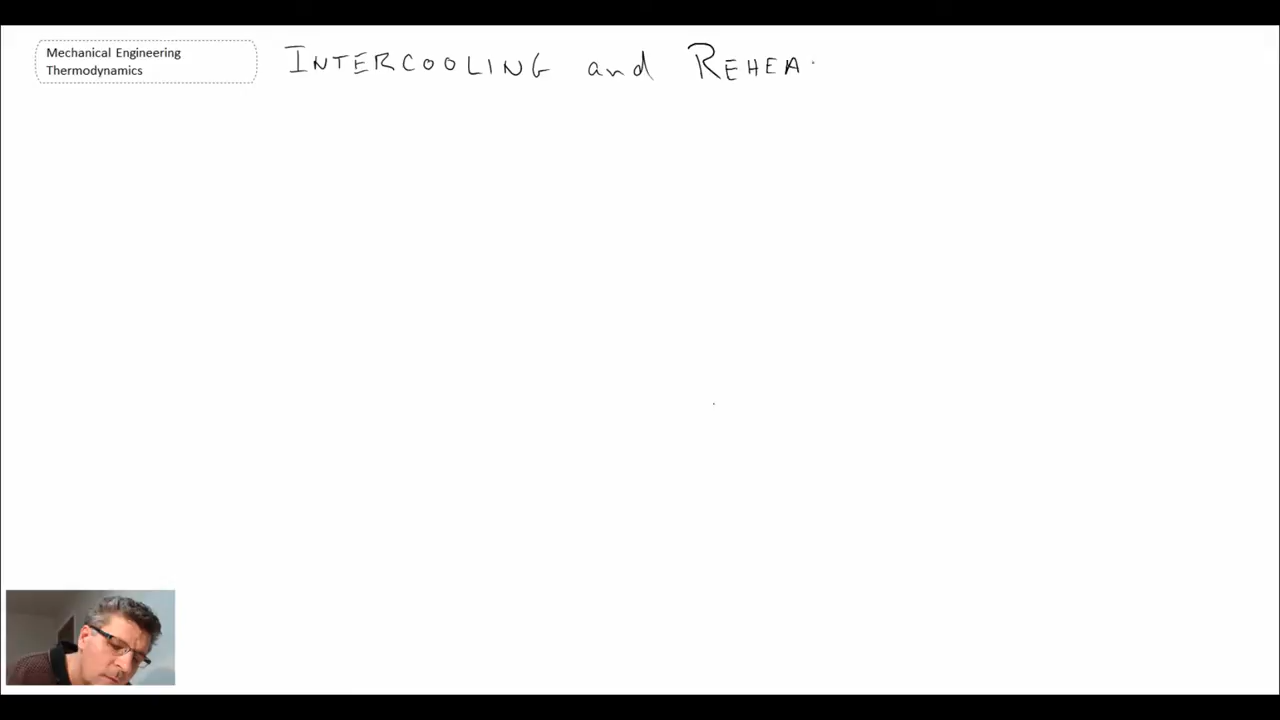 Mechanical Engineering
Thermodynamics
INTERCOOLING and REHEA